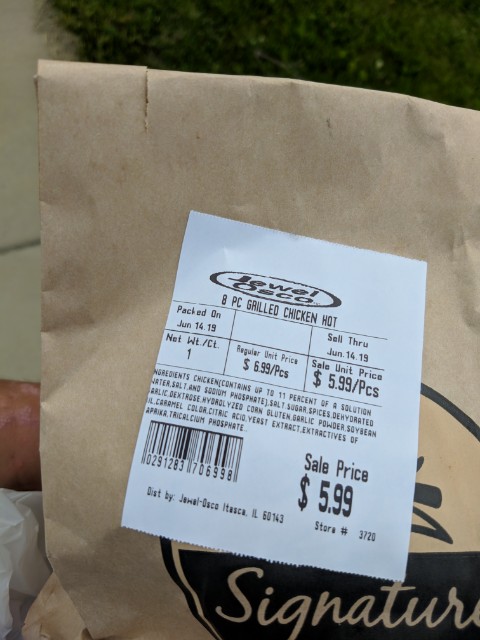 Jewel
Osco
8 PC GRILLED CHICKEN HOT
Packed On
Jun 14.19
Sell Thru
Jun.14.19
Net Wt./Ct.
1
Regular Unit Price
$ 6.99/Pcs
Sale Unit Price
$ 5.99/Pcs
NGREDIENTS CHICKEN(CONTAINS UP TO 11 PERCENT OF A SOLUTION
WATER,SALT,AND SODIUM PHOSPHATE),SALT,SUGAR,SPICES,DEHYDRATED
GARLIC,DEXTROSE,HYDROLYZED CORN GLUTEN,GARLIC POWDER,SOYBEAN
IL,CARAMEL COLOR,CITRIC ACID,YEAST EXTRACT,EXTRACTIVES OF
APRIKA,TRICALCIUM PHOSPHATE.
0291283 706998
Sale Price
$ 5.99
Dist by: Jewel-Osco Itasca, IL 60143
Store # 3720
Signature